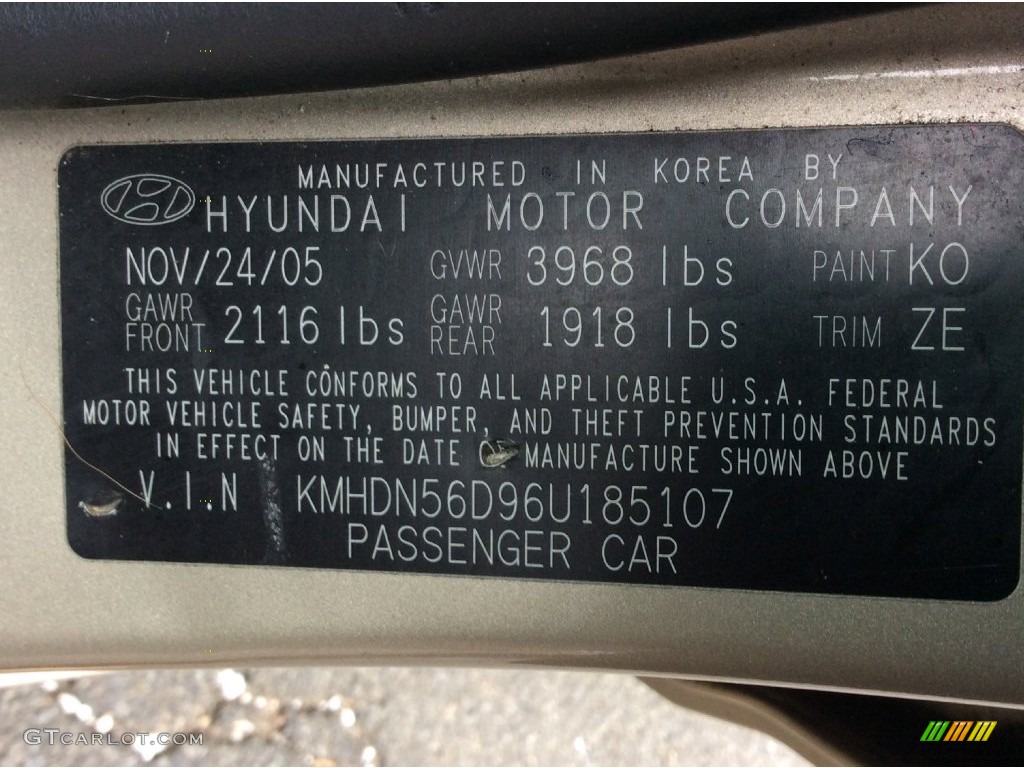 MANUFACTURED IN KOREA BY
HYUNDAI MOTOR COMPANY
NOV/24/05 GVWR 3968 lbs PAINT KO
GAWR FRONT 2116 lbs GAWR REAR 1918 lbs TRIM ZE
THIS VEHICLE CONFORMS TO ALL APPLICABLE U.S.A. FEDERAL
MOTOR VEHICLE SAFETY, BUMPER, AND THEFT PREVENTION STANDARDS
IN EFFECT ON THE DATE MANUFACTURE SHOWN ABOVE
V.I.N KMHDN56D96U185107
PASSENGER CAR
GTCARLOT.COM